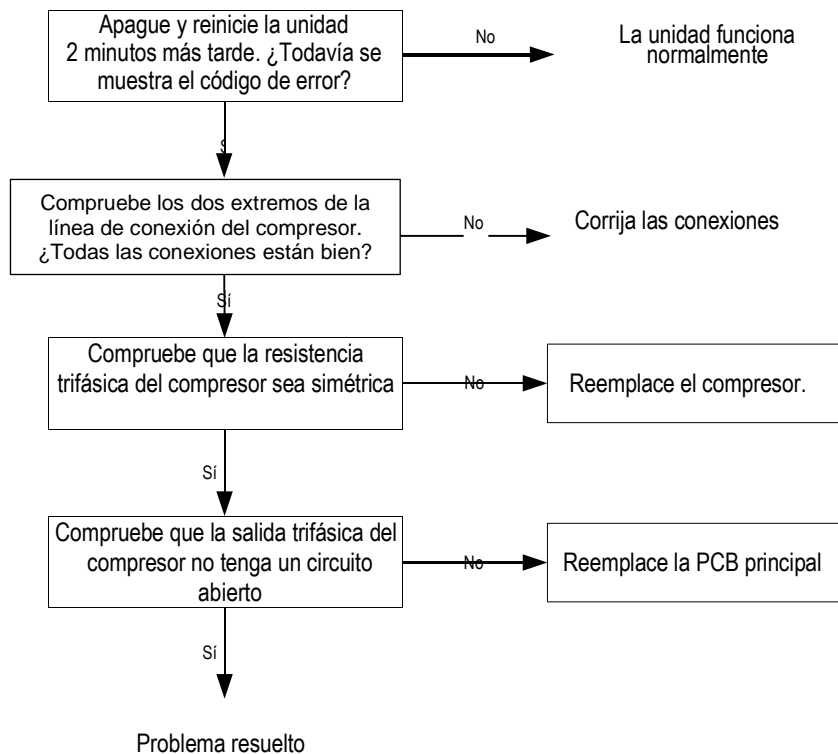 Apague y reinicie la unidad
2 minutos más tarde. ¿Todavía se
muestra el código de error?
No
La unidad funciona
normalmente
Compruebe los dos extremos de la
línea de conexión del compresor.
¿Todas las conexiones están bien?
No
Corrija las conexiones
Sí
Compruebe que la resistencia
trifásica del compresor sea simétrica
No
Reemplace el compresor.
Sí
Compruebe que la salida trifásica del
compresor no tenga un circuito
abierto
No
Reemplace la PCB principal
Sí
Problema resuelto